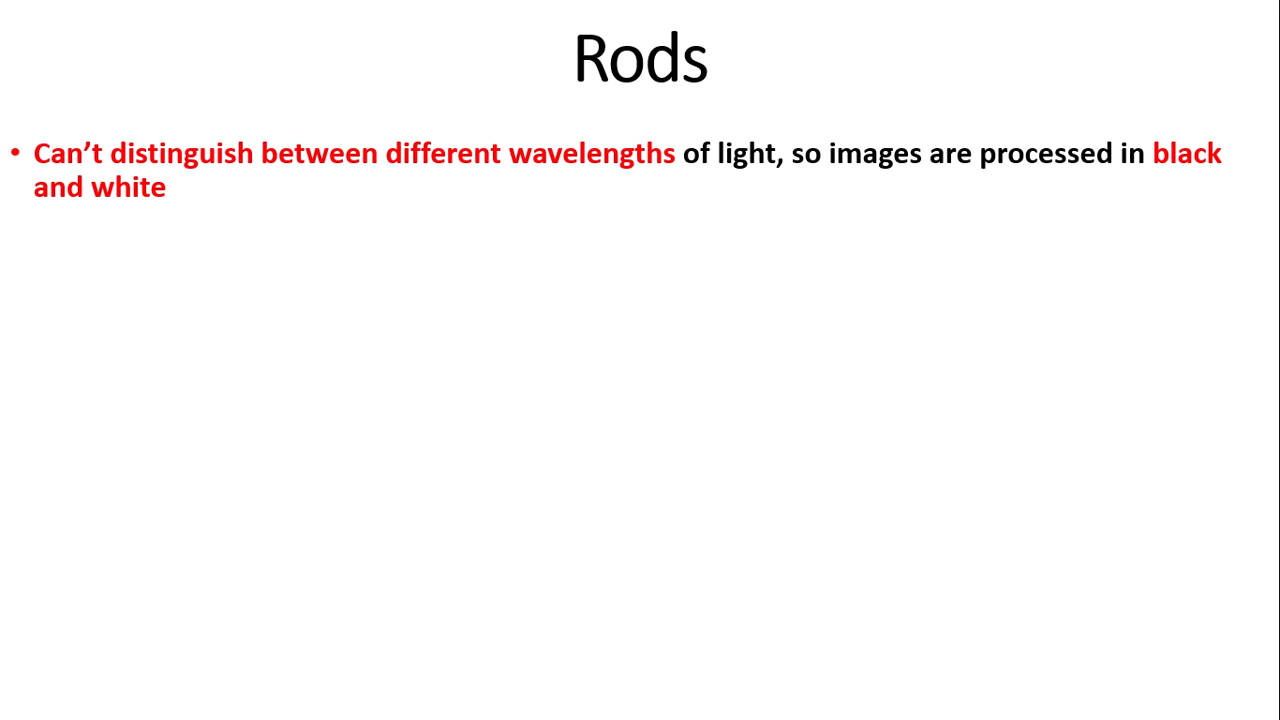 Rods
• Can’t distinguish between different wavelengths of light, so images are processed in black
and white